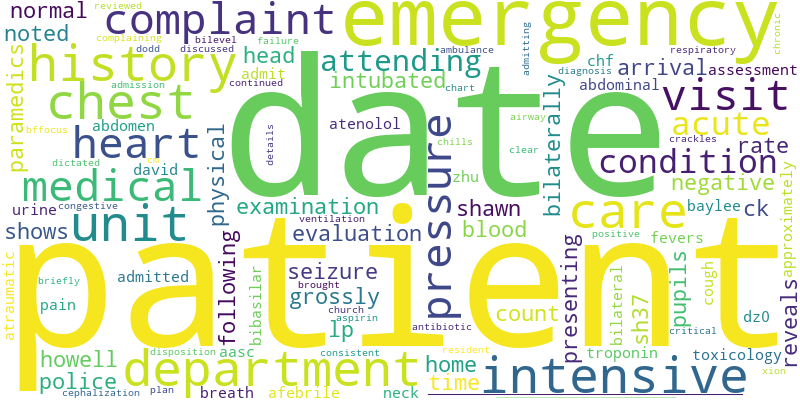 normal
reviewed
complaining
complaint
emergency
noted
bilevel
dodd
discussed
failure
head
attending
ambulance
admitting
chf
respiratory
chronic
paramedics
history
admit
continued
intubated
chart
diagnosis
arrival
assessment
abdominal
admission
chest
date
visit
offocus
abdomen
details
atenolol
airway
acute
heart
physical
pressure
chills
clear
bilaterally
crackles
rate
dictated
cm
david
condition
medical
zhu
negative
approximately
urine
congestive
unit
examination
shawn
care
baylee
ck
shows
ventilation
evaluation
blood
positive
fevers
atraumatic
patient
following
seizure
presenting
pupils
reveals
briefly
admitted
bibasilar
brought
grossly
bilateral
cough
pain
church
aspirin
lp
count
sh37
dz0
antibiotic
critical
howell
disposition
aasc
consistent
department
resident
home
troponin
toxicology
police
time
intensive
xion
cephalization
plan
breath
afebrile
neck